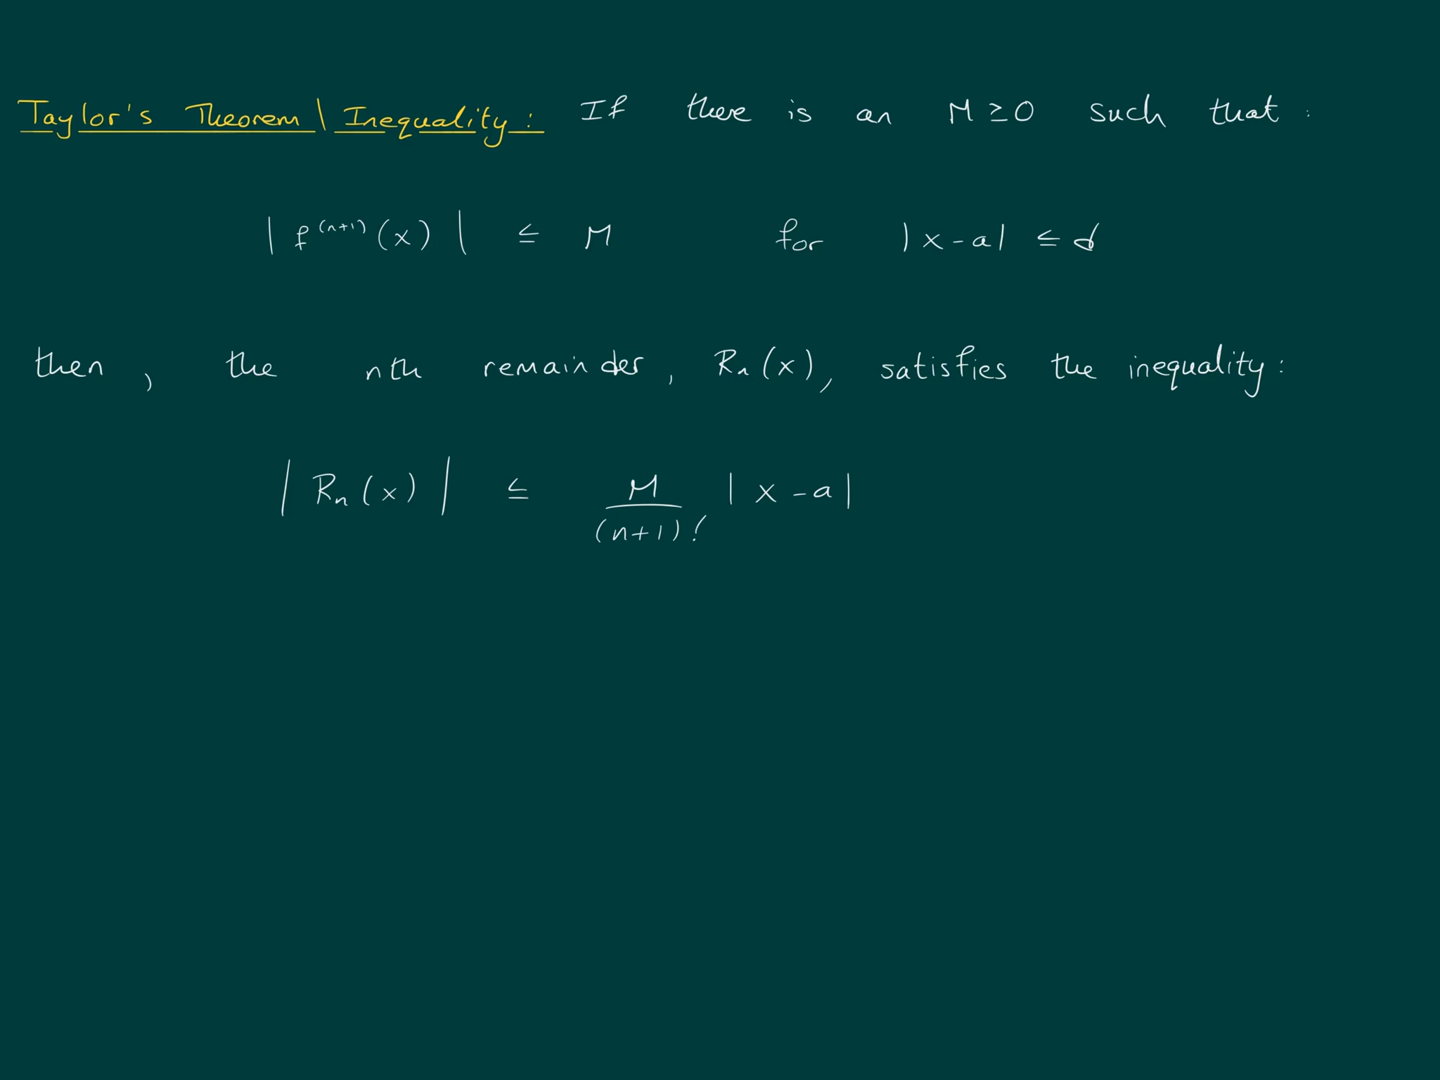 Taylor's Theorem \ Inequality: If there is an M ≥ 0 such that:
| f⁽ⁿ⁺¹⁾(x) | ≤ M for |x-a| ≤ d
then, the nth remainder, Rₙ(x), satisfies the inequality:
| Rₙ(x) | ≤ M/(n+1)! | x-a |